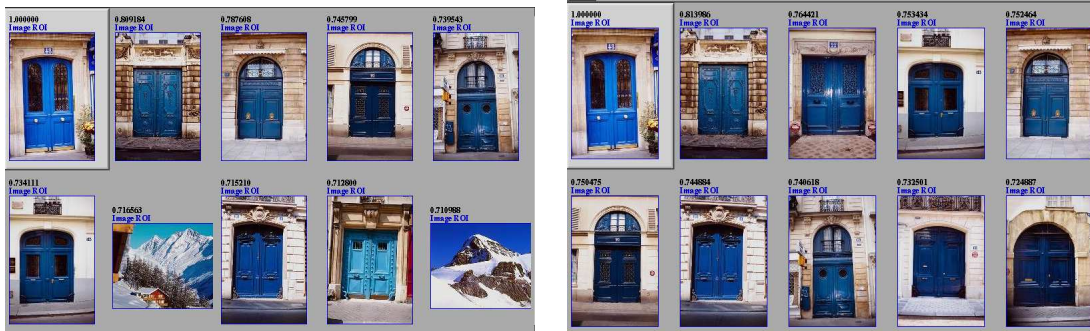 1.000000
Image ROI
0.809184
Image ROI
0.787608
Image ROI
0.745799
Image ROI
0.739543
Image ROI
0.734111
Image ROI
0.716563
Image ROI
0.715210
Image ROI
0.712800
Image ROI
0.710988
Image ROI
1.000000
Image ROI
0.813986
Image ROI
0.764421
Image ROI
0.753434
Image ROI
0.752464
Image ROI
0.750475
Image ROI
0.744884
Image ROI
0.740618
Image ROI
0.732501
Image ROI
0.724887
Image ROI